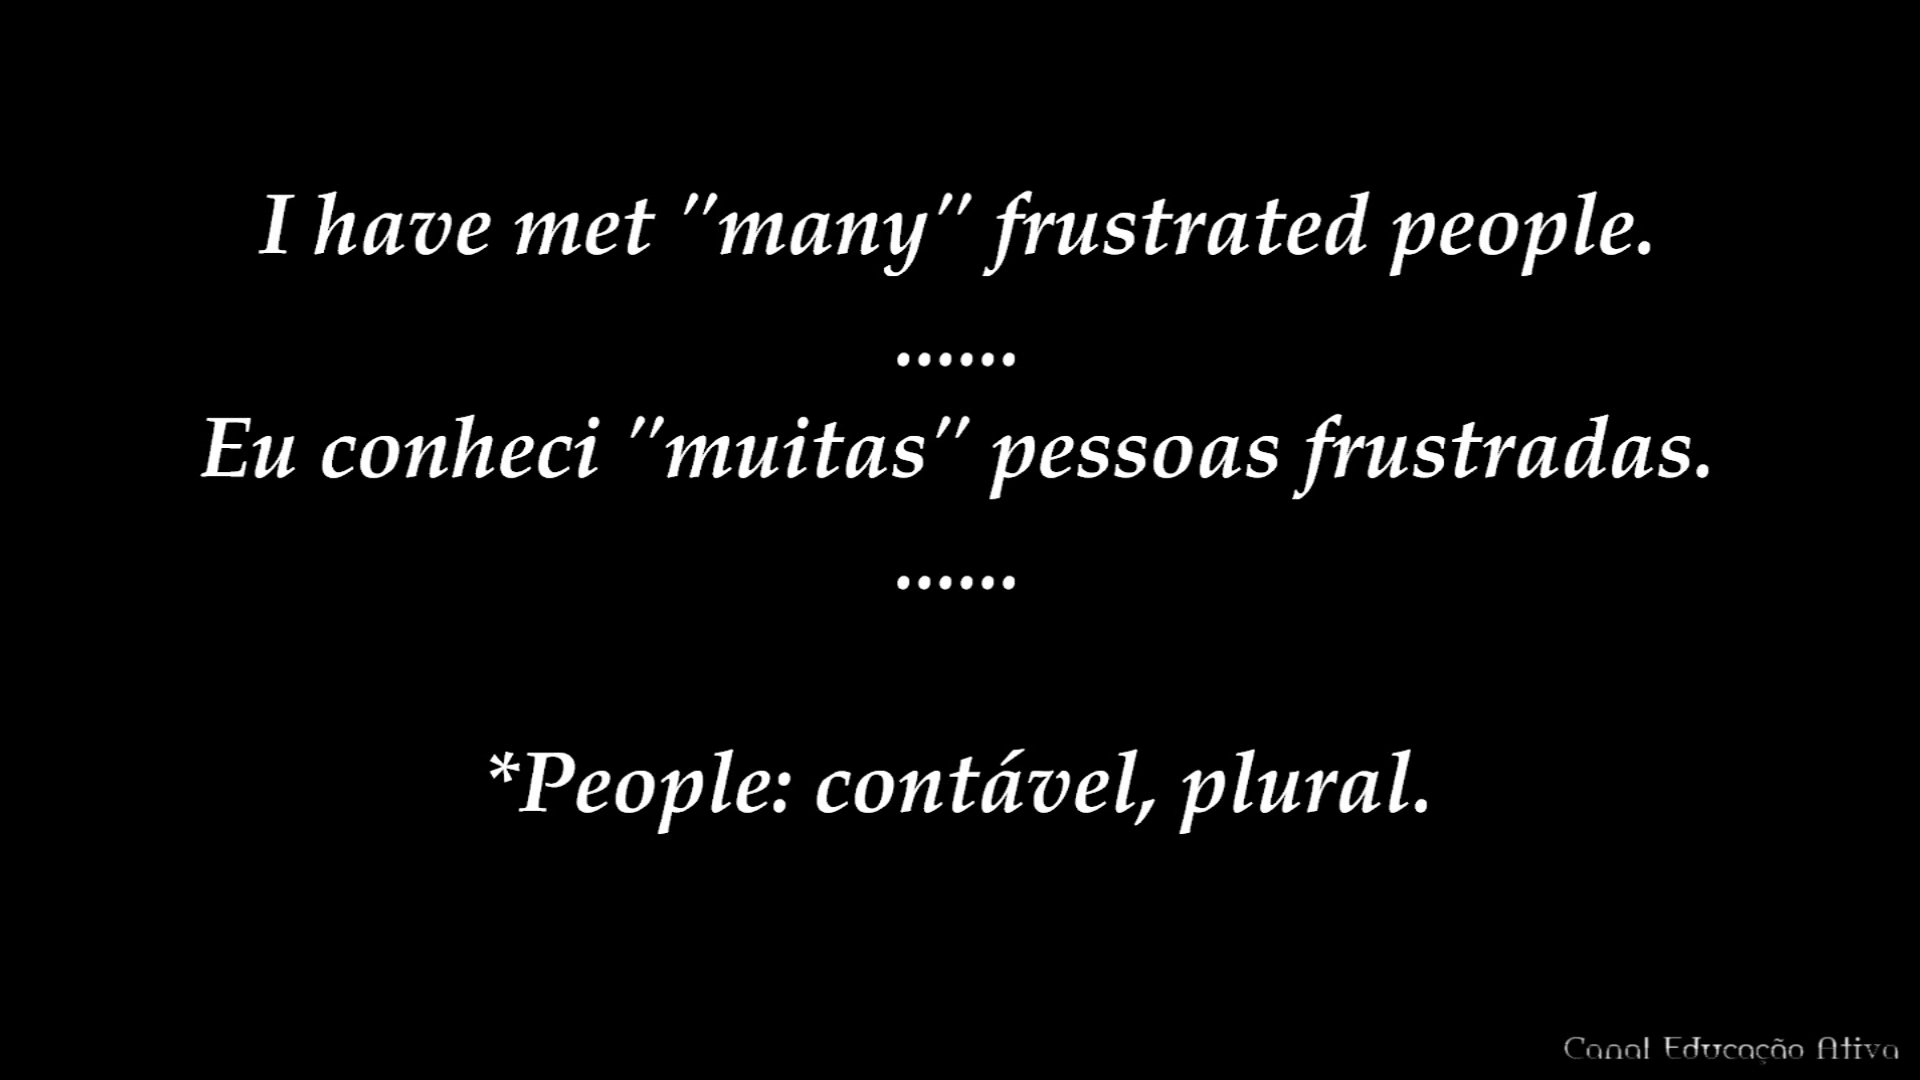 I have met "many" frustrated people.
......
Eu conheci "muitas" pessoas frustradas.
......
*People: contável, plural.
Canal Educação Ativa